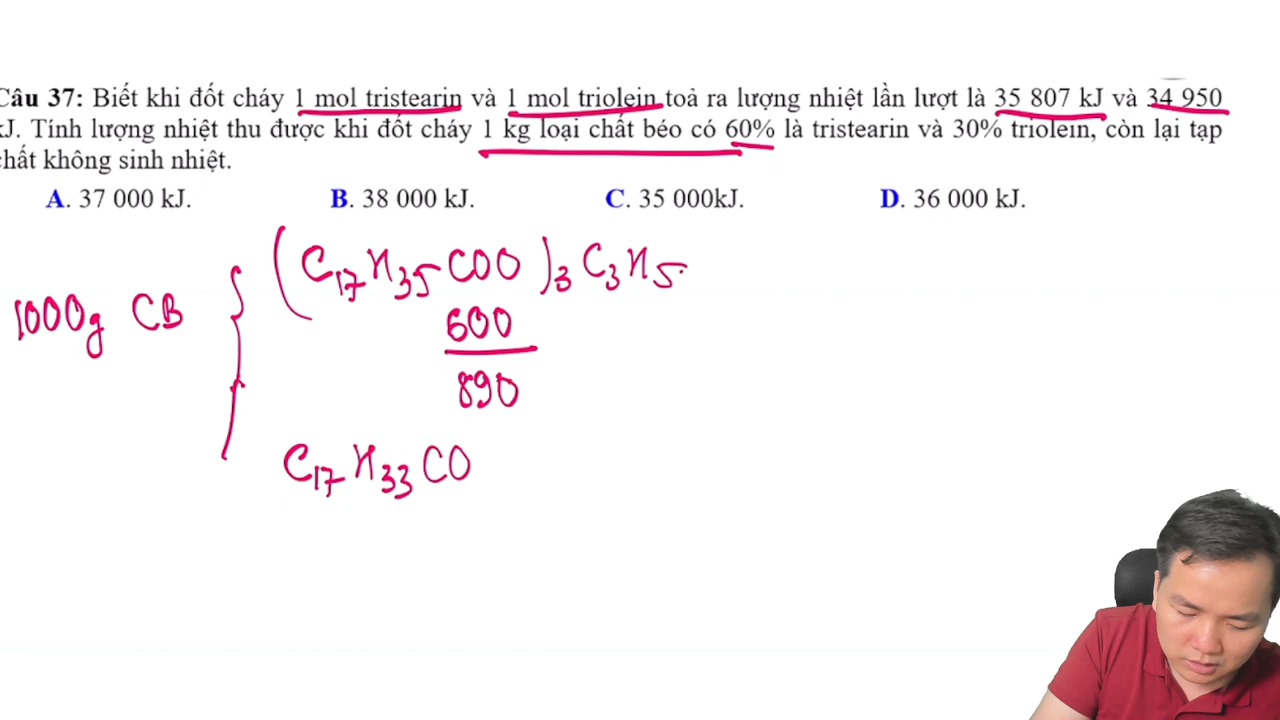 Câu 37: Biết khi đốt cháy 1 mol tristearin và 1 mol triolein toả ra lượng nhiệt lần lượt là 35 807 kJ và 34 950
kJ. Tính lượng nhiệt thu được khi đốt cháy 1 kg loại chất béo có 60% là tristearin và 30% triolein, còn lại tạp
chất không sinh nhiệt.
A. 37 000 kJ. B. 38 000 kJ. C. 35 000kJ. D. 36 000 kJ.
(C17H35COO)3C3H5
1000g CB {
600
890
C17H33CO